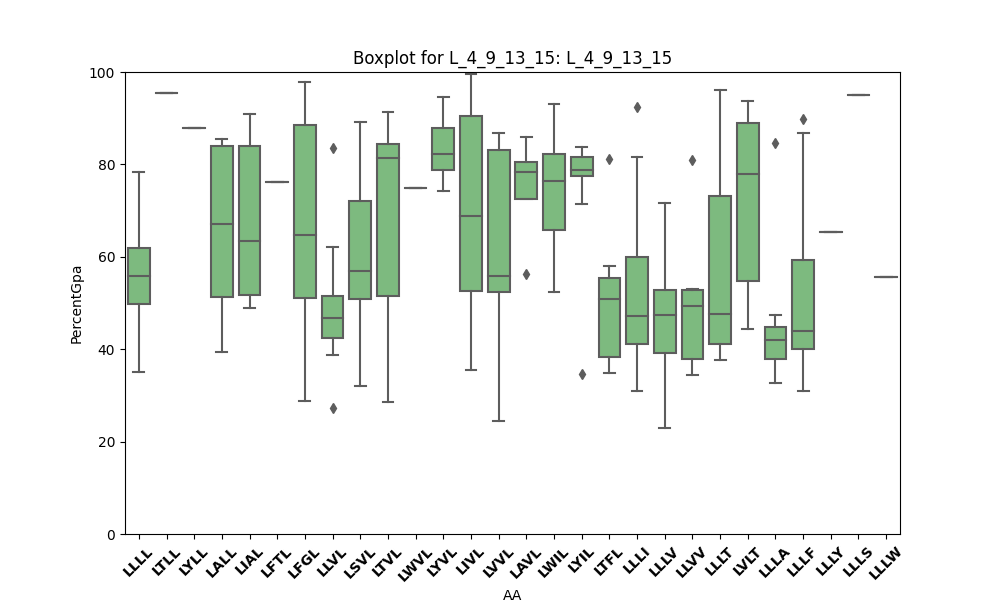 Boxplot for L_4_9_13_15: L_4_9_13_15
PercentGpa
100
80
60
40
20
0
LLLL LTLL LYLL LALL LIAL LFTL LFGL LLVL LSVL LTVL LWVL LYVL LIVL LVVL LAVL LWIL LYIL LTFL LLLI LLLV LLVV LLLT LVLT LLLA LLLF LLLY LLLS LLLW
AA